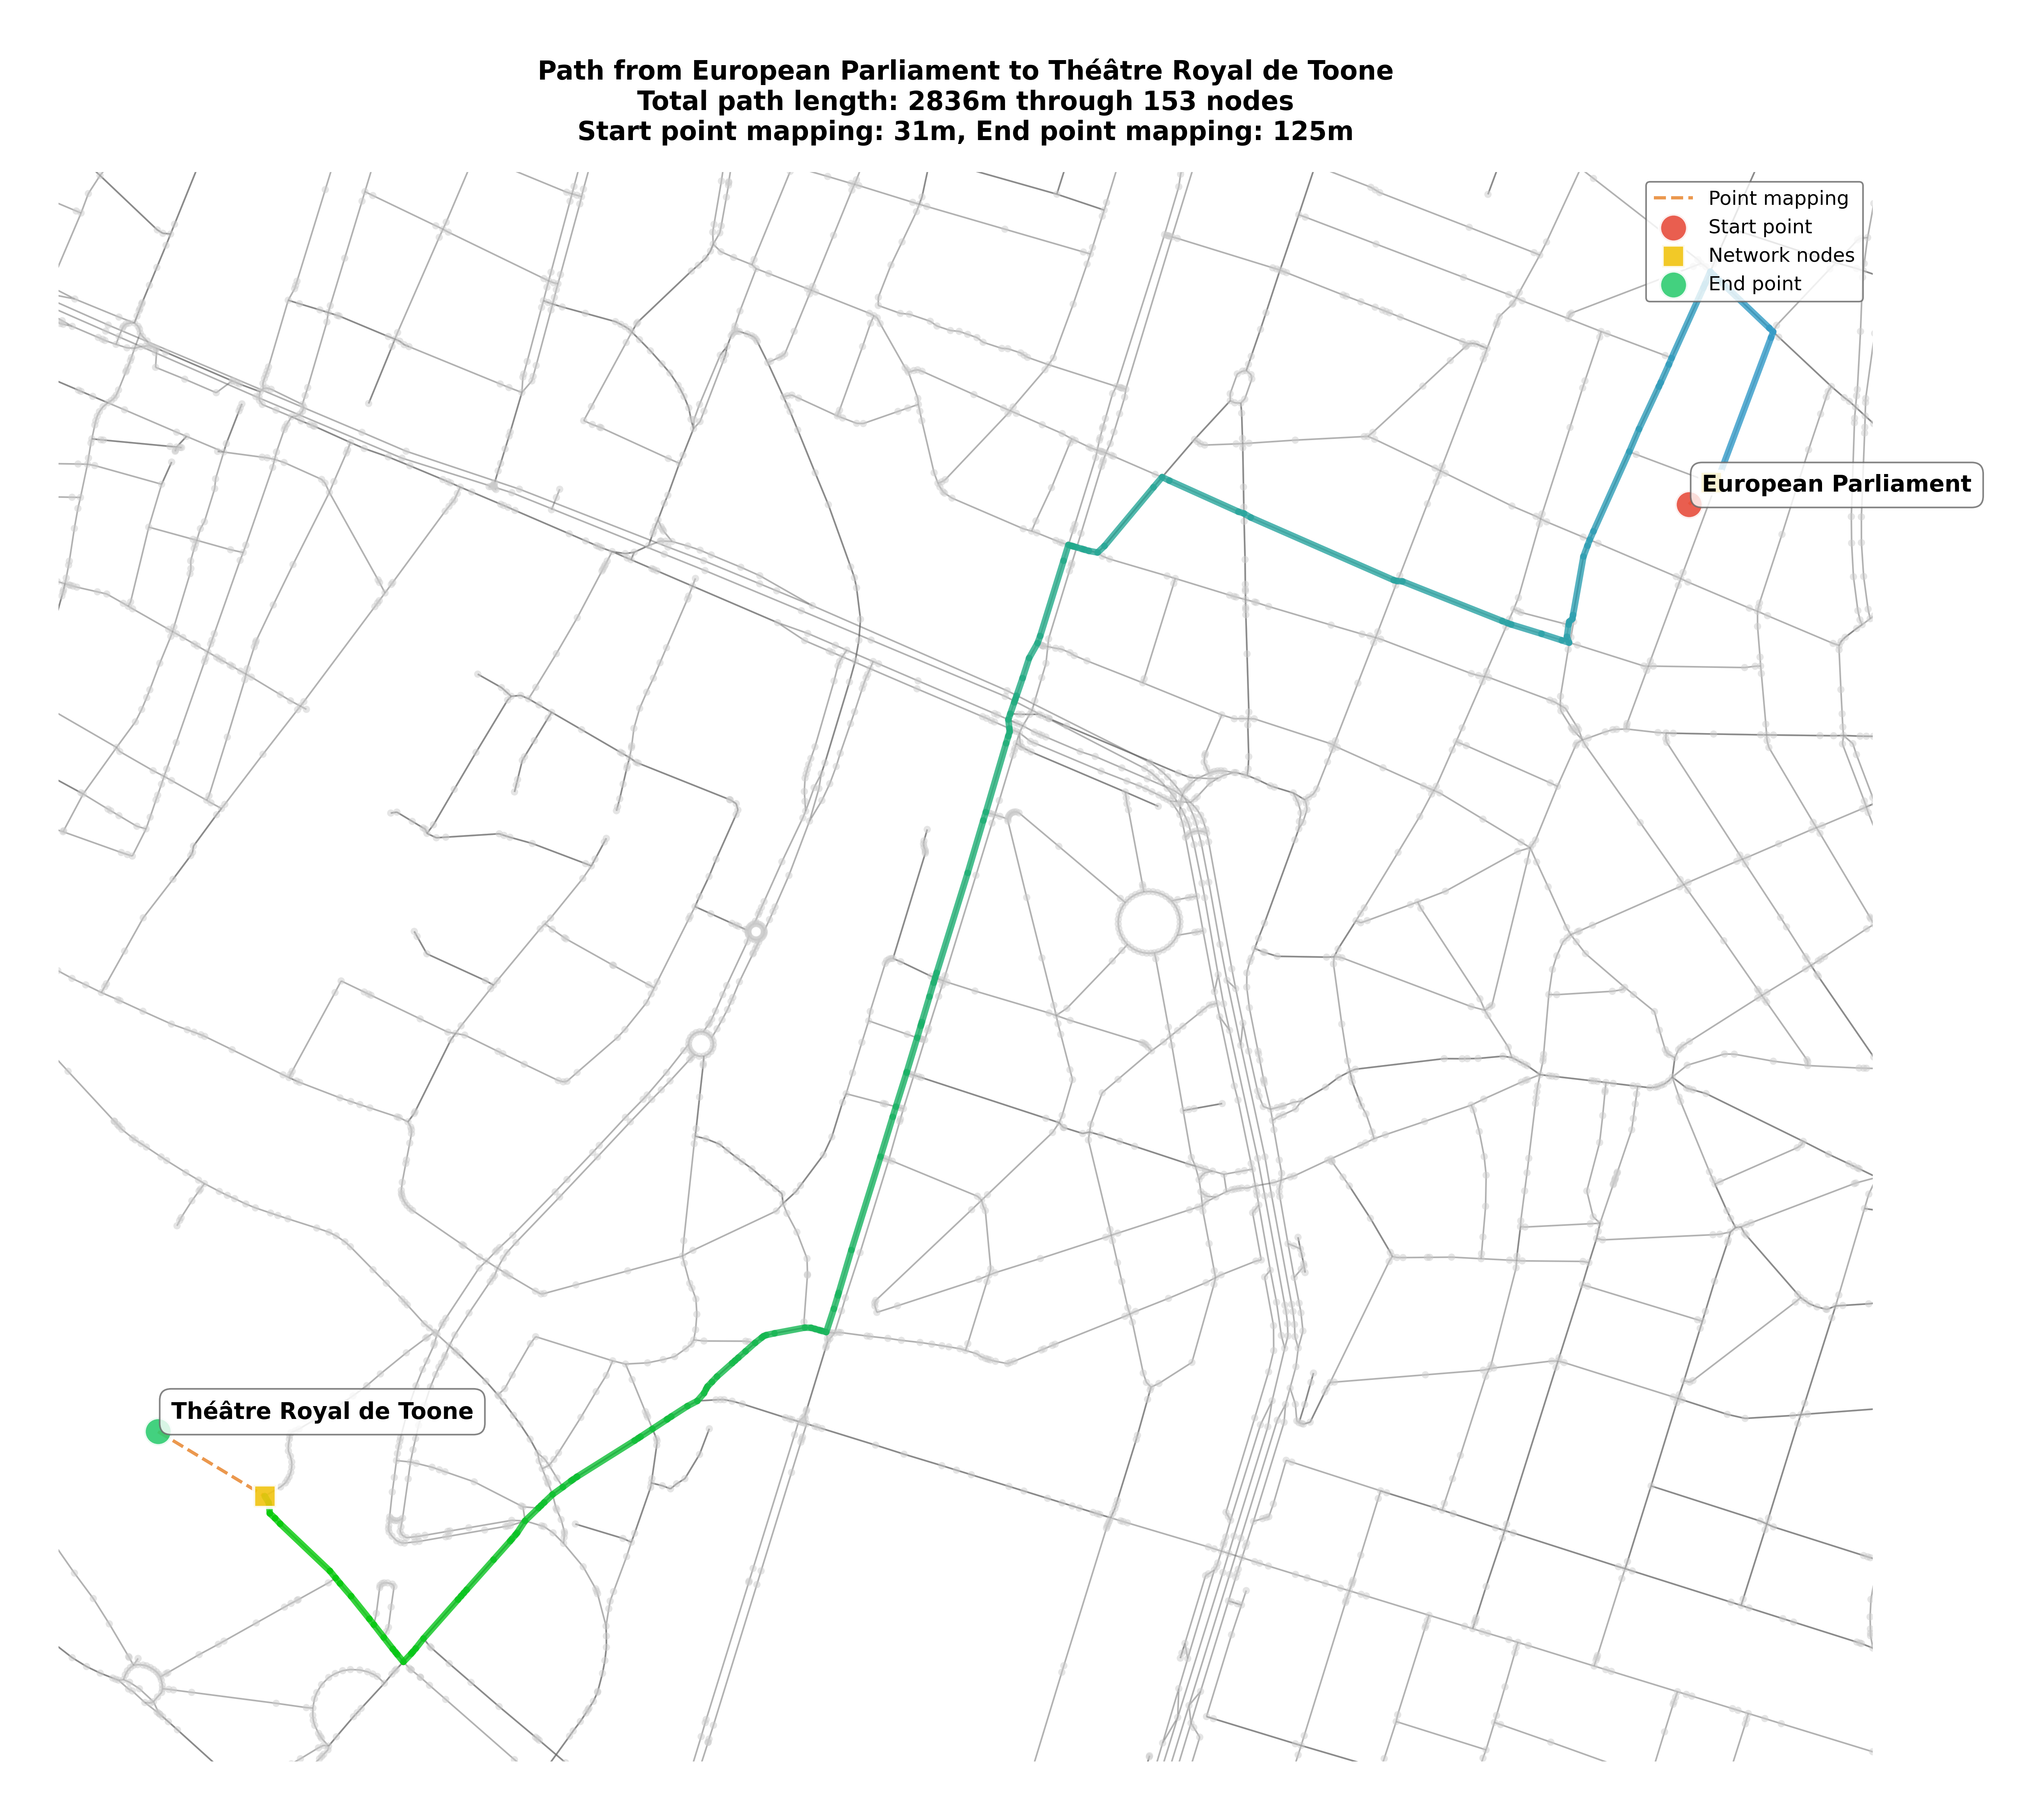 Path from European Parliament to Théâtre Royal de Toone
Total path length: 2836m through 153 nodes
Start point mapping: 31m, End point mapping: 125m
Point mapping
Start point
Network nodes
End point
European Parliament
Théâtre Royal de Toone